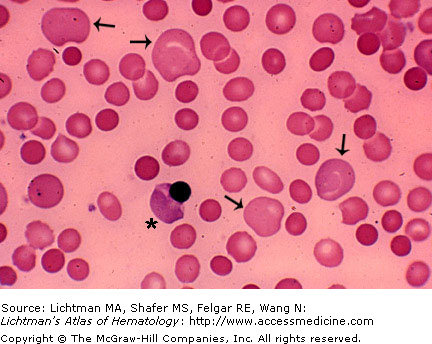 *
Source: Lichtman MA, Shafer MS, Felgar RE, Wang N:
Lichtman's Atlas of Hematology: http://www.accessmedicine.com
Copyright © The McGraw-Hill Companies, Inc. All rights reserved.